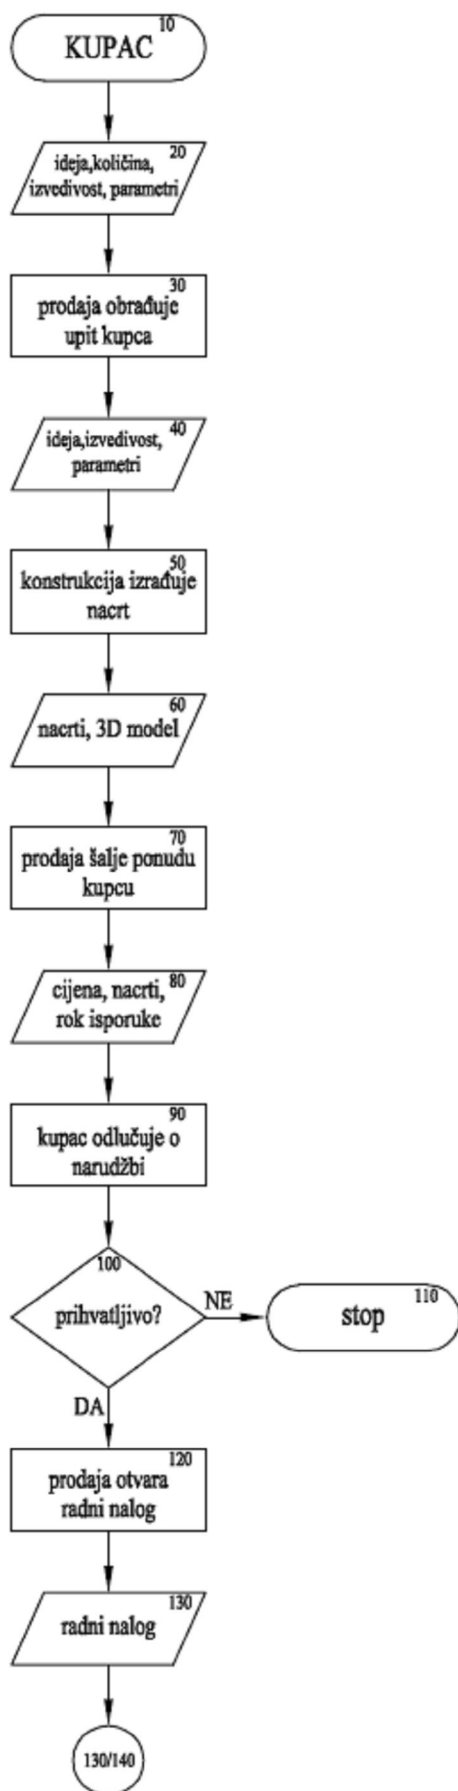 10
KUPAC
20
ideja,količina,
izvedivost, parametri
30
prodaja obrađuje
upit kupca
40
ideja,izvedivost,
parametri
50
konstrukcija izrađuje
nacrt
60
nacrti, 3D model
70
prodaja šalje ponudu
kupcu
80
cijena, nacrti,
rok isporuke
90
kupac odlučuje o
narudžbi
100
prihvatljivo?
NE
110
stop
DA
120
prodaja otvara
radni nalog
130
radni nalog
130/140